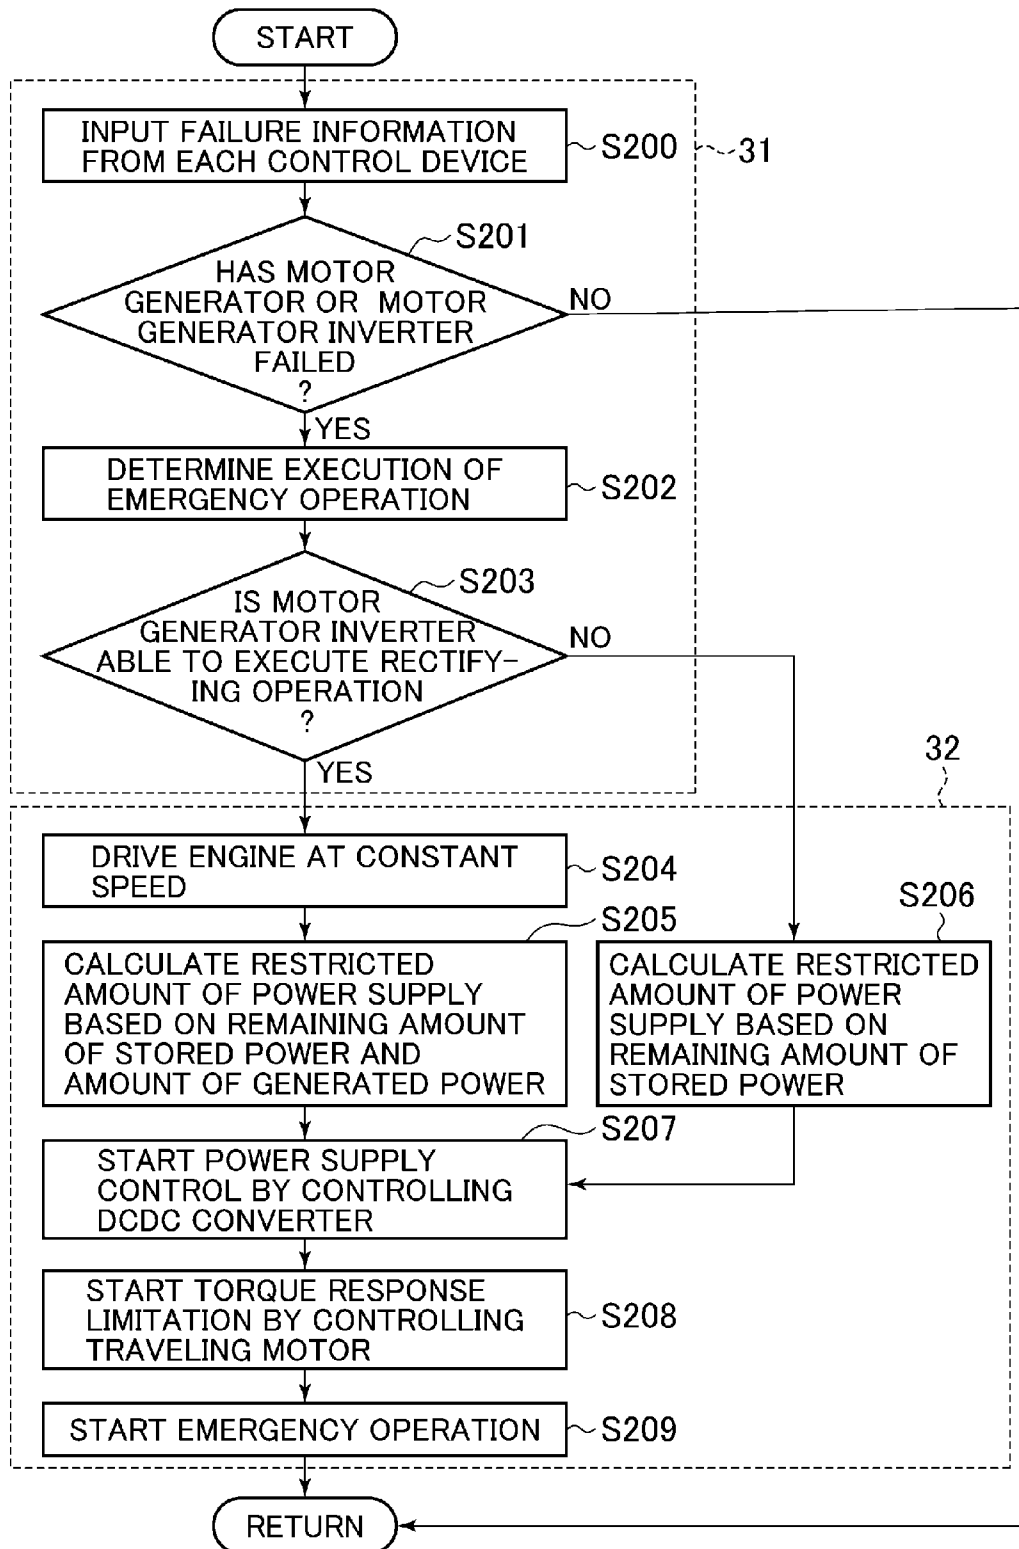 START
INPUT FAILURE INFORMATION
FROM EACH CONTROL DEVICE
S200
31
S201
HAS MOTOR
GENERATOR OR MOTOR
GENERATOR INVERTER
FAILED
?
NO
YES
DETERMINE EXECUTION OF
EMERGENCY OPERATION
S202
S203
IS MOTOR
GENERATOR INVERTER
ABLE TO EXECUTE RECTIFY-
ING OPERATION
?
NO
YES
32
DRIVE ENGINE AT CONSTANT
SPEED
S204
S205
CALCULATE RESTRICTED
AMOUNT OF POWER SUPPLY
BASED ON REMAINING AMOUNT
OF STORED POWER AND
AMOUNT OF GENERATED POWER
S206
CALCULATE RESTRICTED
AMOUNT OF POWER
SUPPLY BASED ON
REMAINING AMOUNT OF
STORED POWER
S207
START POWER SUPPLY
CONTROL BY CONTROLLING
DCDC CONVERTER
START TORQUE RESPONSE
LIMITATION BY CONTROLLING
TRAVELING MOTOR
S208
START EMERGENCY OPERATION
S209
RETURN